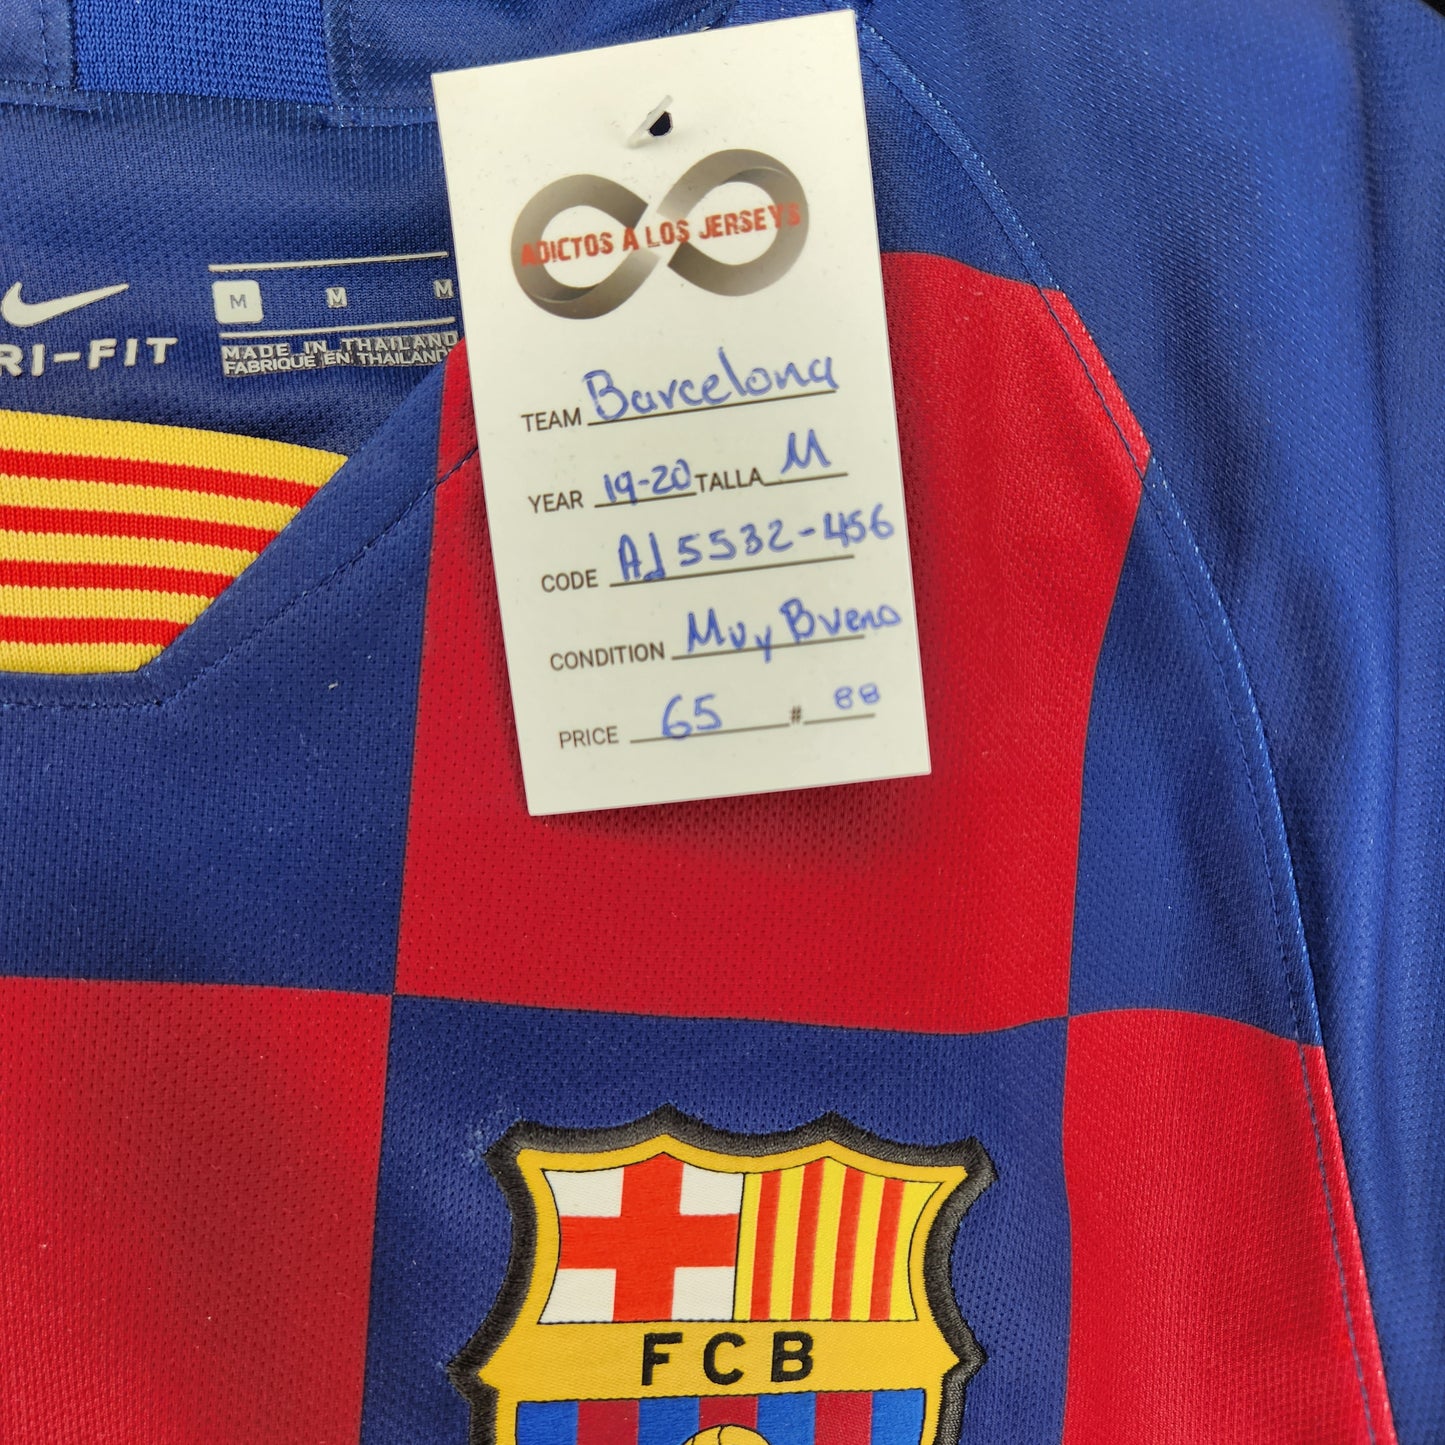 ADICTOS A LOS JERSEYS
TEAM Barcelona
YEAR 19-20 TALLA M
CODE AJ5532-456
CONDITION Muy Bueno
PRICE 65 # 88
M M M
RI-FIT
MADE IN THAILAND
FABRIQUÉ EN THAILANDE
FCB